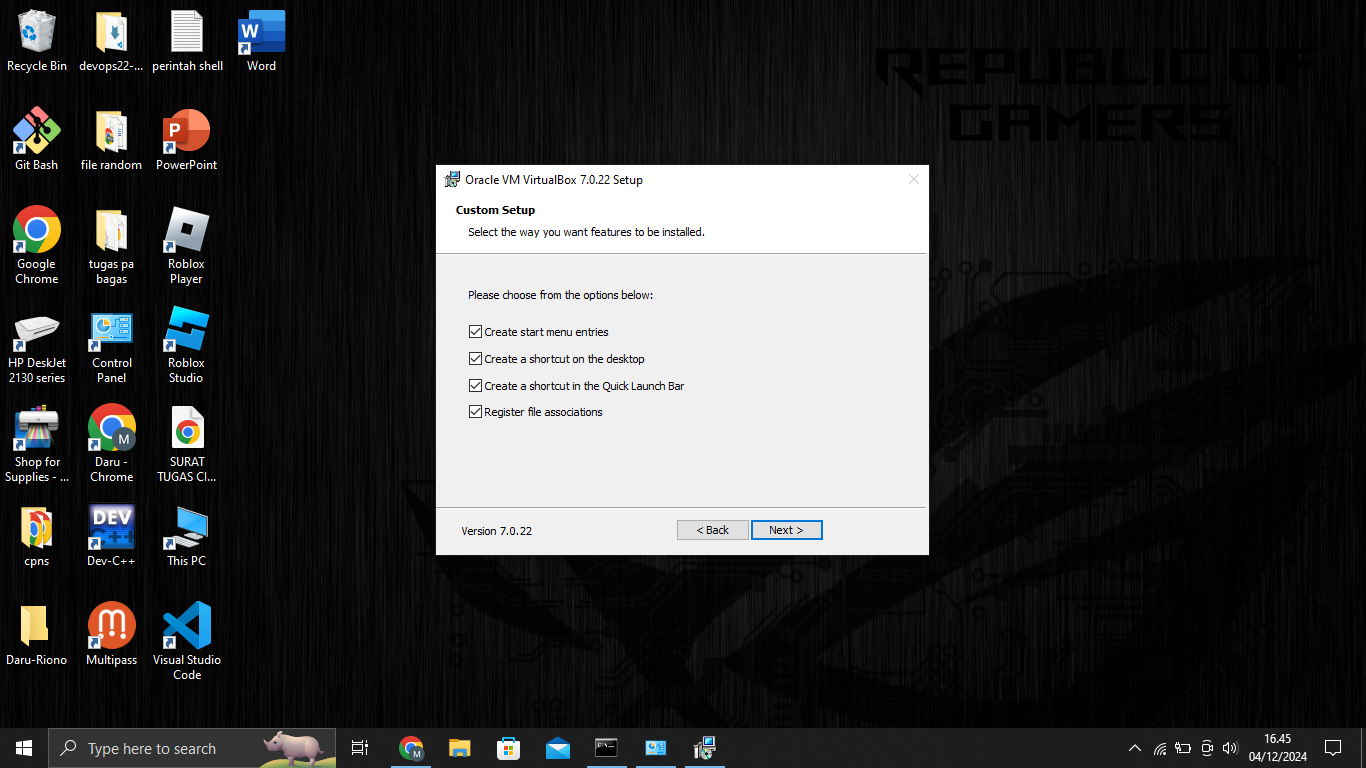 Recycle Bin
devops22-...
perintah shell
Word
REPUBLIC OF
GAMERS
Git Bash
file random
PowerPoint
Google
Chrome
tugas pa
bagas
Roblox
Player
HP DeskJet
2130 series
Control
Panel
Roblox
Studio
Shop for
Supplies - ...
Daru -
Chrome
SURAT
TUGAS CI...
cpns
Dev-C++
This PC
Daru-Riono
Multipass
Visual Studio
Code
Oracle VM VirtualBox 7.0.22 Setup
Custom Setup
Select the way you want features to be installed.
Please choose from the options below:
Create start menu entries
Create a shortcut on the desktop
Create a shortcut in the Quick Launch Bar
Register file associations
Version 7.0.22
< Back
Next >
Type here to search
16.45
04/12/2024